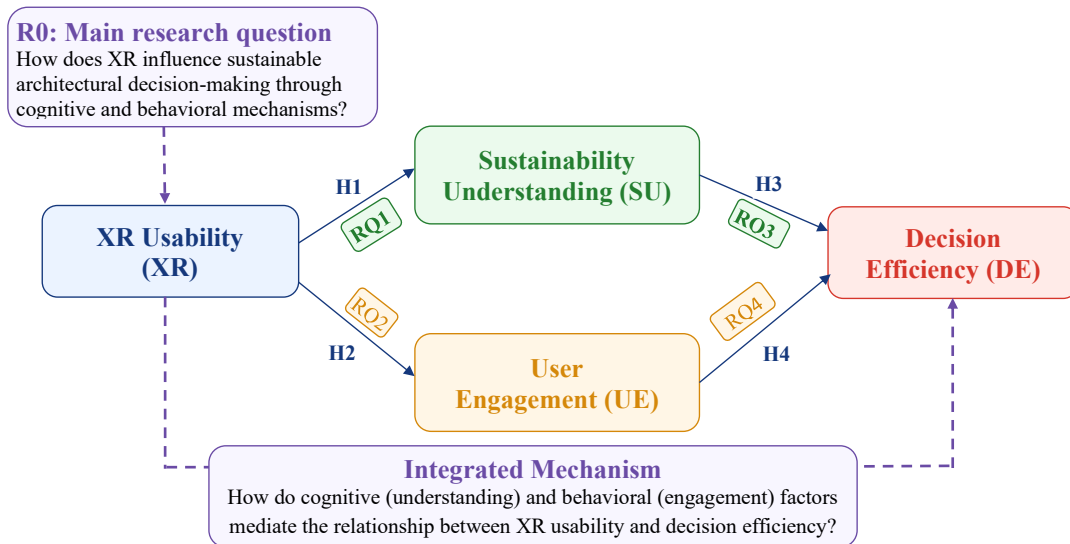 R0: Main research question
How does XR influence sustainable
architectural decision-making through
cognitive and behavioral mechanisms?
Sustainability
Understanding (SU)
H1
RQ1
H3
RQ3
XR Usability
(XR)
Decision
Efficiency (DE)
RQ2
H2
RQ4
H4
User
Engagement (UE)
Integrated Mechanism
How do cognitive (understanding) and behavioral (engagement) factors
mediate the relationship between XR usability and decision efficiency?